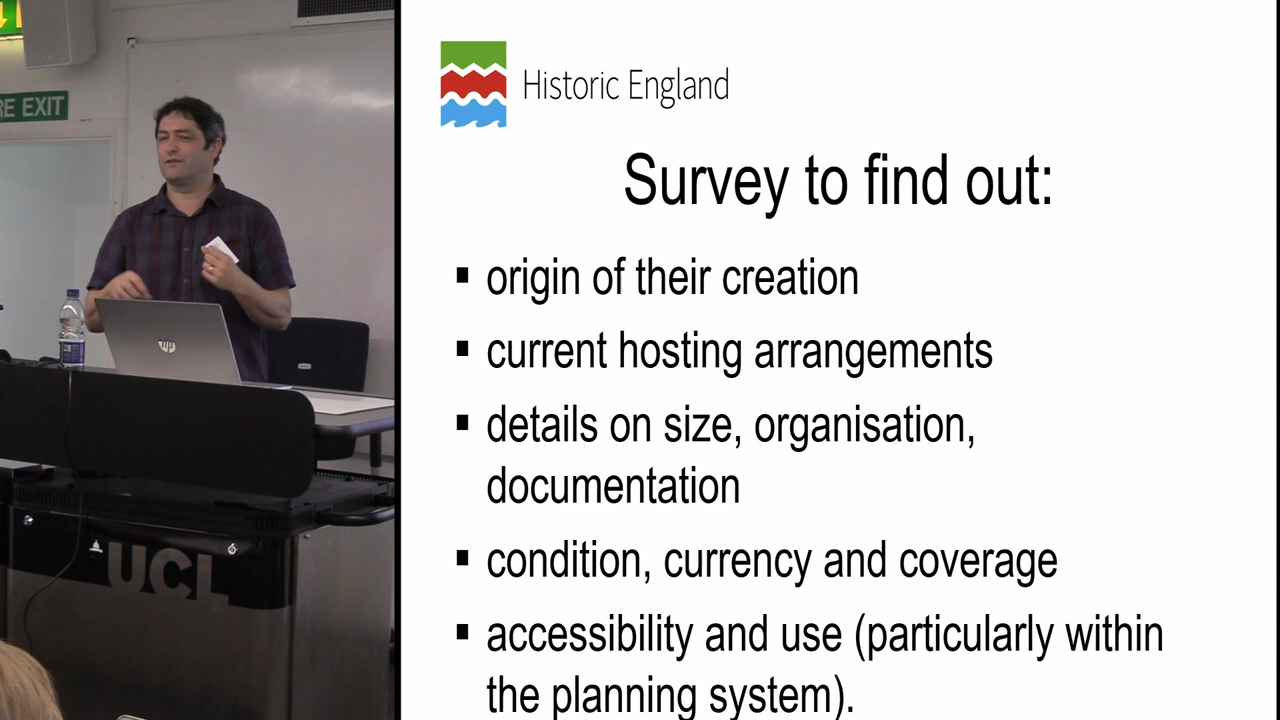 RE EXIT
hp
UCL
Historic England
Survey to find out:
▪ origin of their creation
▪ current hosting arrangements
▪ details on size, organisation,
documentation
▪ condition, currency and coverage
▪ accessibility and use (particularly within
the planning system).